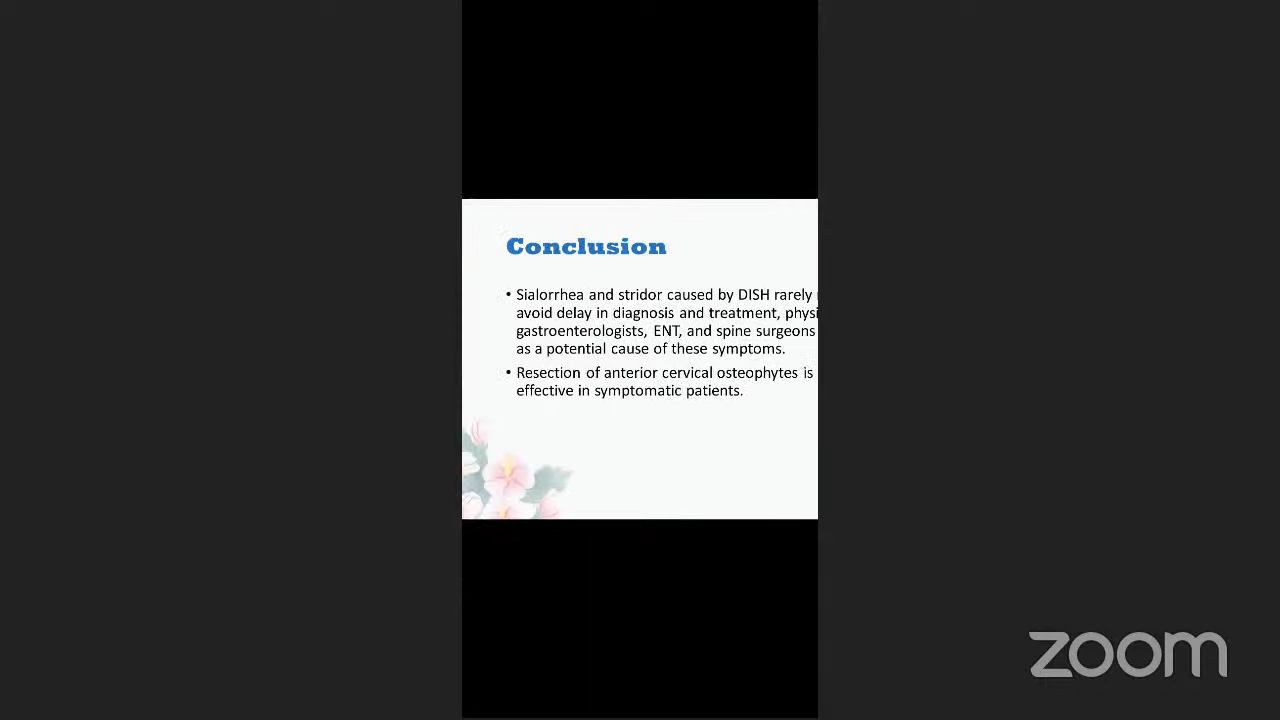 Conclusion
• Sialorrhea and stridor caused by DISH rarely
avoid delay in diagnosis and treatment,
gastroenterologists, ENT, and spine surgeons
as a potential cause of these symptoms.
• Resection of anterior cervical osteophytes is
effective in symptomatic patients.
zoom